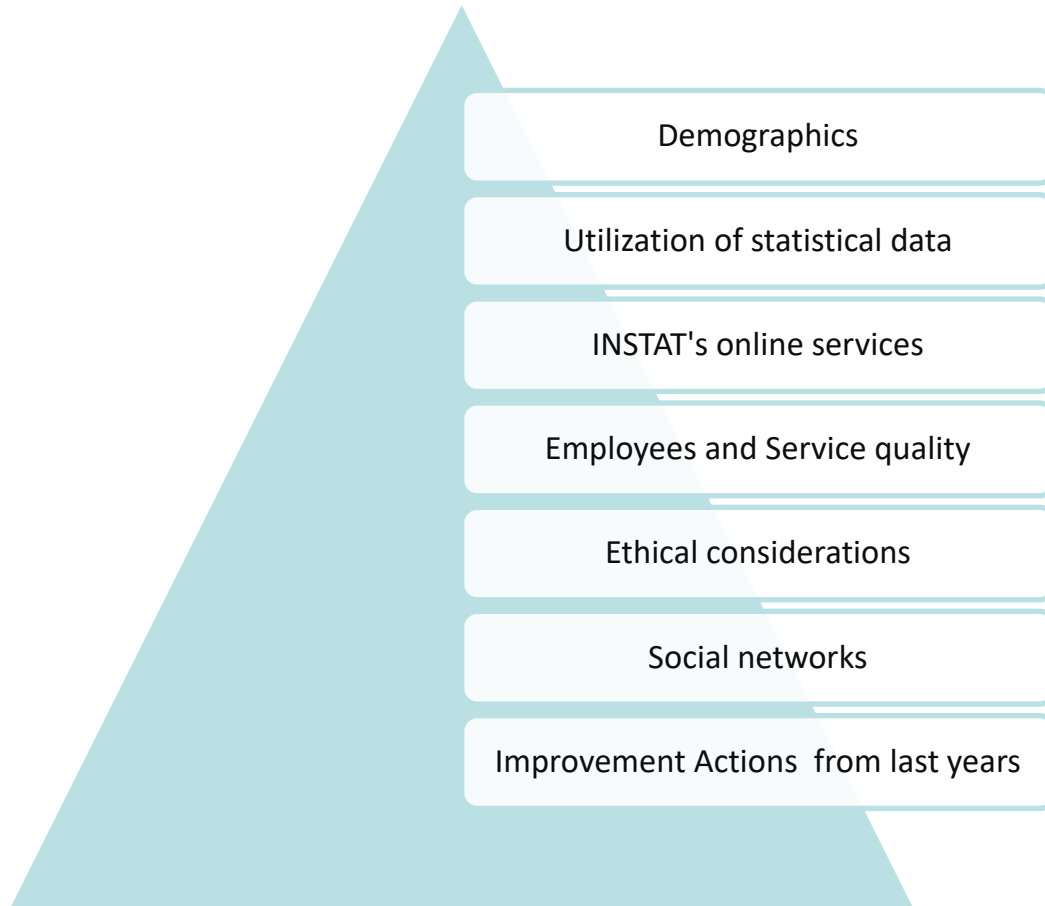 Demographics
Utilization of statistical data
INSTAT's online services
Employees and Service quality
Ethical considerations
Social networks
Improvement Actions  from last years